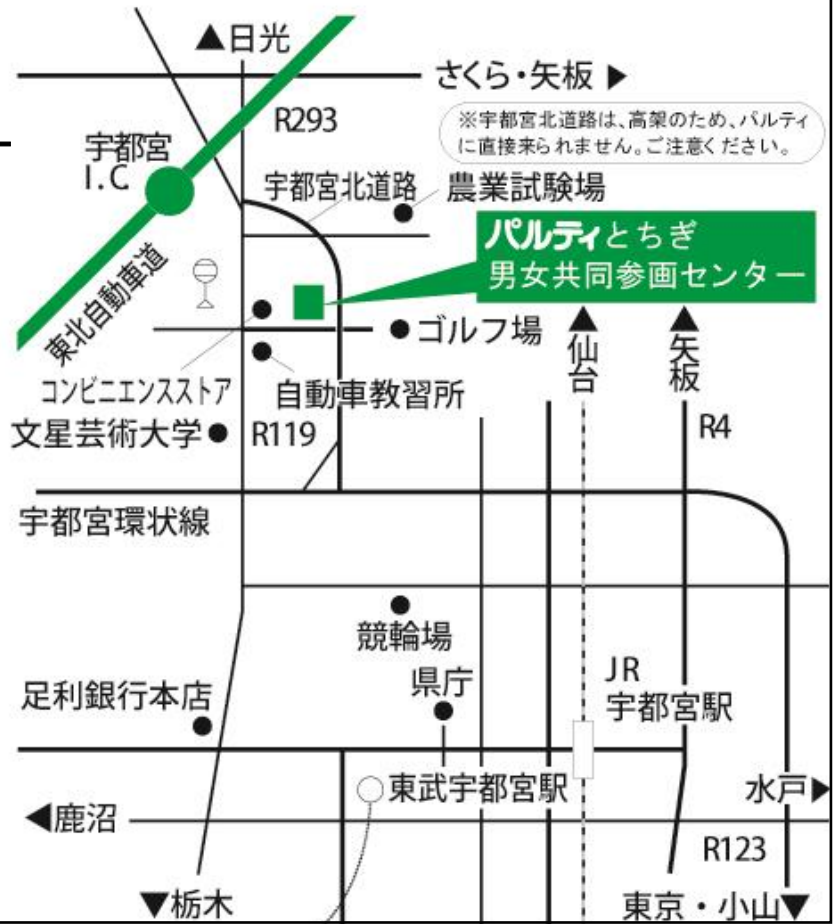 ▲日光
さくら・矢板 ▶
R293
※宇都宮北道路は、高架のため、パルティ
に直接来られません。ご注意ください。
宇都宮
I.C
宇都宮北道路
農業試験場
パルティとちぎ
男女共同参画センター
東北自動車道
ゴルフ場
▲仙台
▲矢板
コンビニエンスストア
自動車教習所
文星芸術大学
R119
R4
宇都宮環状線
競輪場
県庁
JR
宇都宮駅
足利銀行本店
東武宇都宮駅
水戸▶
◀鹿沼
R123
▼栃木
東京・小山▼